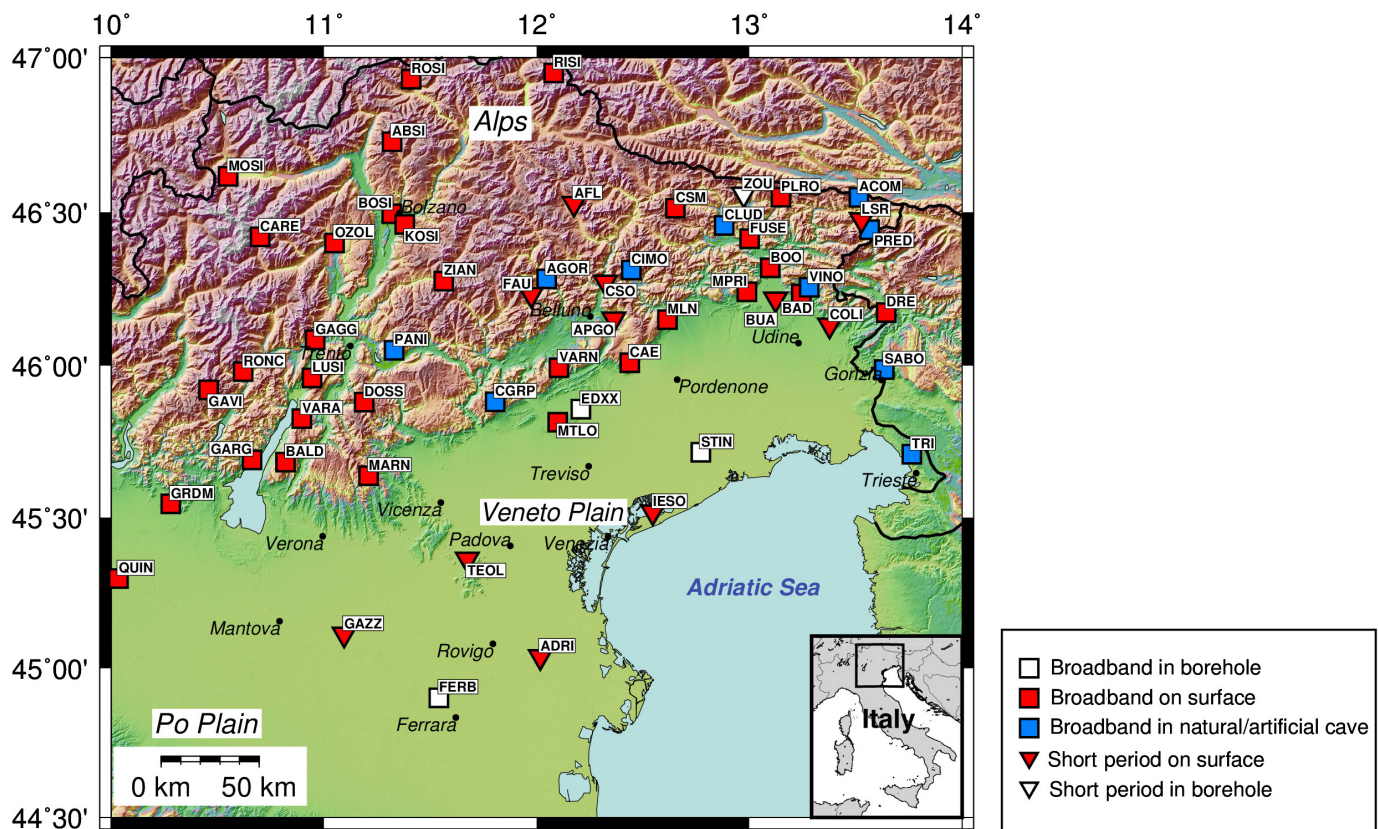 10˚
11˚
12˚
13˚
14˚
47˚00'
46˚30'
46˚00'
45˚30'
45˚00'
44˚30'
ROSI
RISI
Alps
ABSI
MOSI
AFL
CSM
ZOU
PLRO
ACOM
BOSI
Bolzano
LSR
CARE
OZOL
KOSI
CLUD
FUSE
PRED
ZIAN
FAU
AGOR
CIMO
BOO
VINO
CSO
MPRI
BAD
DRE
Belluno
APGO
MLN
BUA
COLI
GAGG
Trento
PANI
Udine
RONC
LUSI
VARN
CAE
SABO
Gorizia
GAVI
DOSS
CGRP
EDXX
Pordenone
VARA
MTLO
GARG
BALD
STIN
TRI
MARN
Treviso
Trieste
GRDM
Vicenza
Veneto Plain
IESO
Verona
Padova
Venezia
QUIN
TEOL
Adriatic Sea
Mantova
GAZZ
Rovigo
ADRI
FERB
Ferrara
Po Plain
0 km
50 km
Italy
Broadband in borehole
Broadband on surface
Broadband in natural/artificial cave
Short period on surface
Short period in borehole